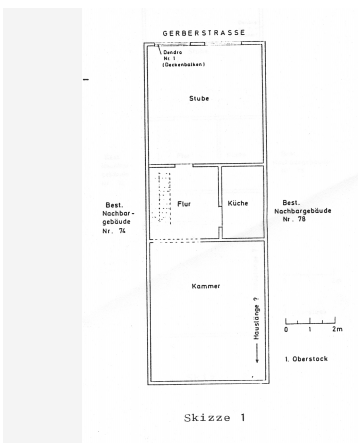 GERBERSTRASSE
Dendro
Nr 1
(Deckenbalken)
Stube
Flur
Küche
Best.
Nachbar-
gebäude
Nr. 74
Best.
Nachbargebäude
Nr. 78
Kammer
Hauslänge ?
0 1 2m
1. Oberstock
Skizze 1